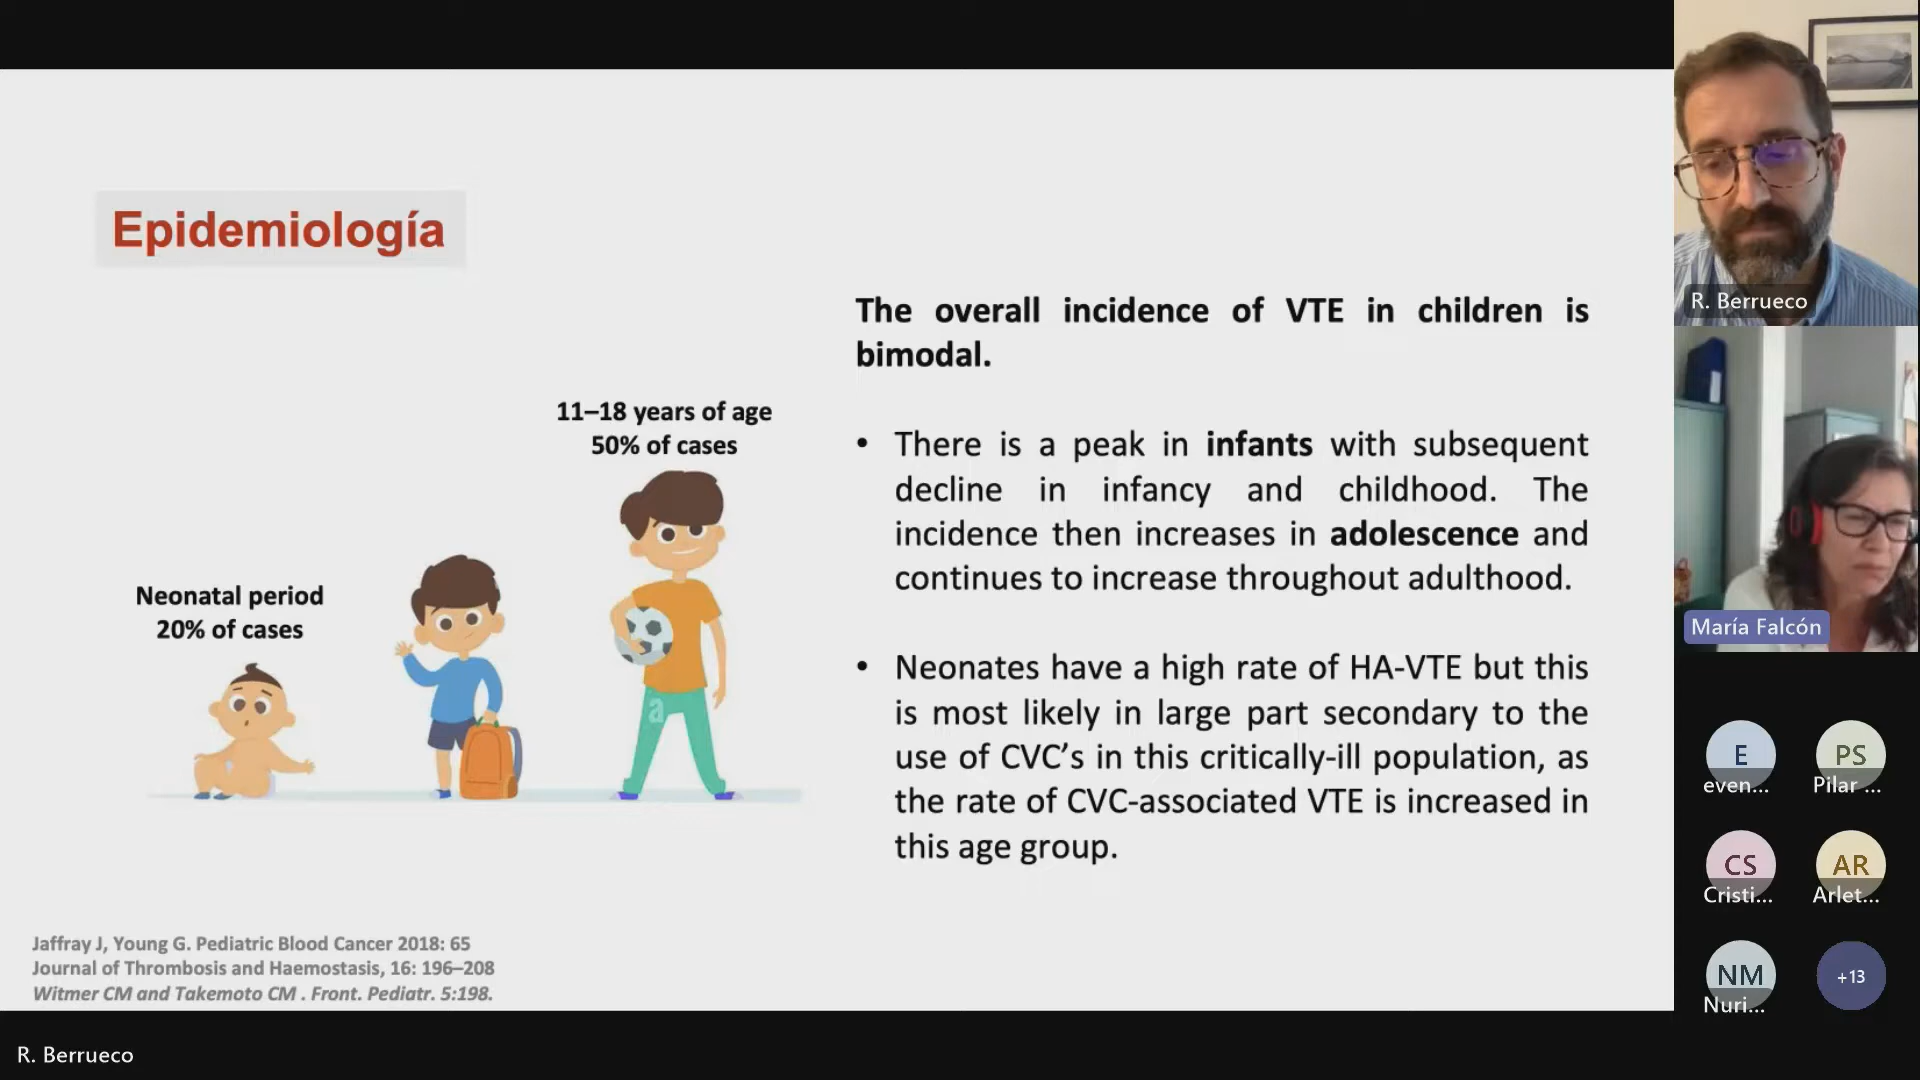 Epidemiología
The overall incidence of VTE in children is
bimodal.
11–18 years of age
50% of cases
Neonatal period
20% of cases
• There is a peak in infants with subsequent
decline in infancy and childhood. The
incidence then increases in adolescence and
continues to increase throughout adulthood.
• Neonates have a high rate of HA-VTE but this
is most likely in large part secondary to the
use of CVC’s in this critically-ill population, as
the rate of CVC-associated VTE is increased in
this age group.
a
Jaffray J, Young G. Pediatric Blood Cancer 2018: 65
Journal of Thrombosis and Haemostasis, 16: 196–208
Witmer CM and Takemoto CM . Front. Pediatr. 5:198.
R. Berrueco
R. Berrueco
María Falcón
E
even...
PS
Pilar ...
CS
Cristi...
AR
Arlet...
NM
Nuri...
+13